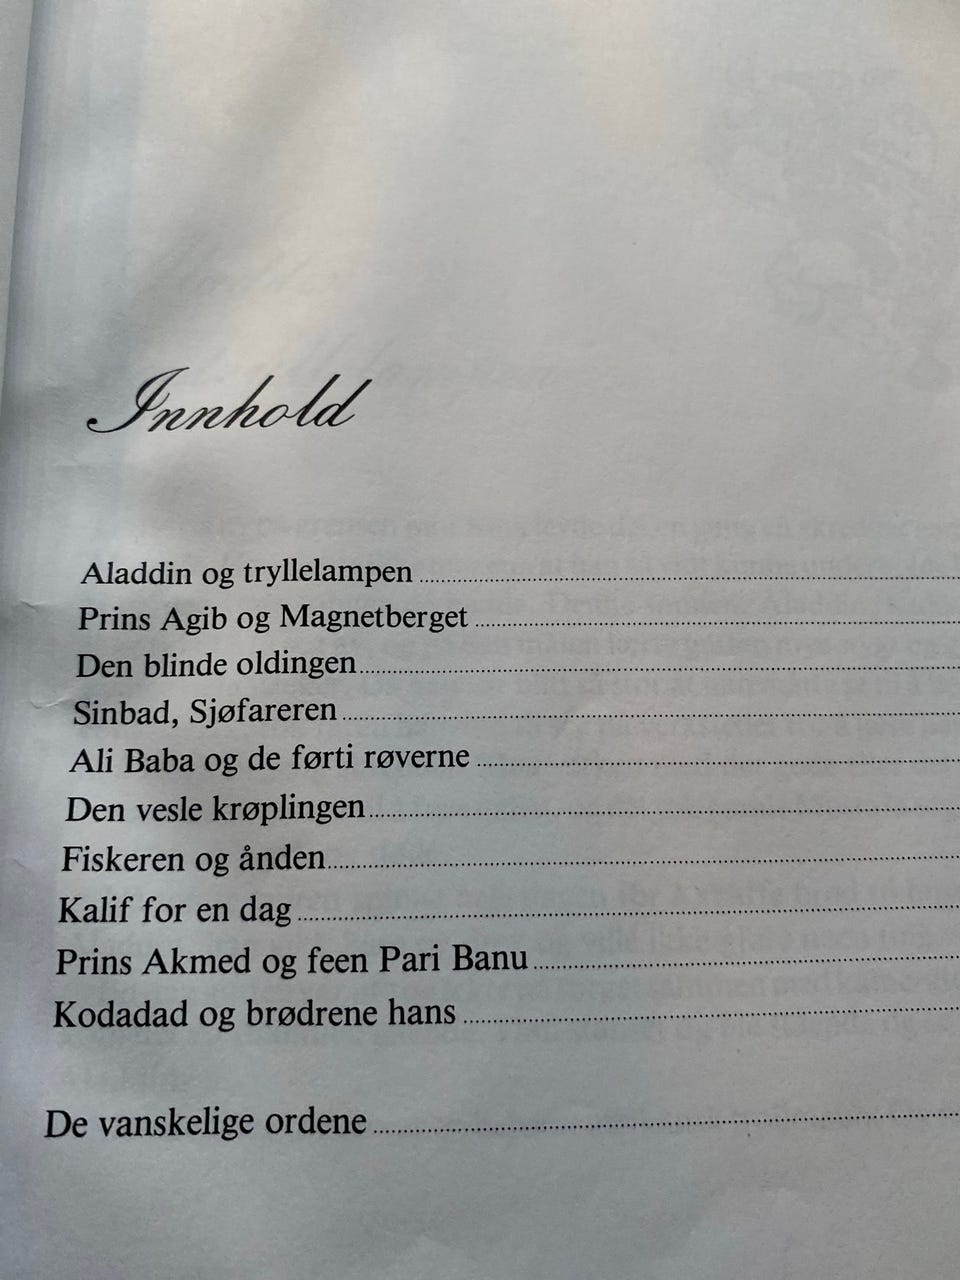 Innhold
Aladdin og tryllelampen
Prins Agib og Magnetberget
Den blinde oldingen
Sinbad, Sjøfareren
Ali Baba og de førti røverne
Den vesle krøplingen
Fiskeren og ånden
Kalif for en dag
Prins Akmed og feen Pari Banu
Kodadad og brødrene hans
De vanskelige ordene